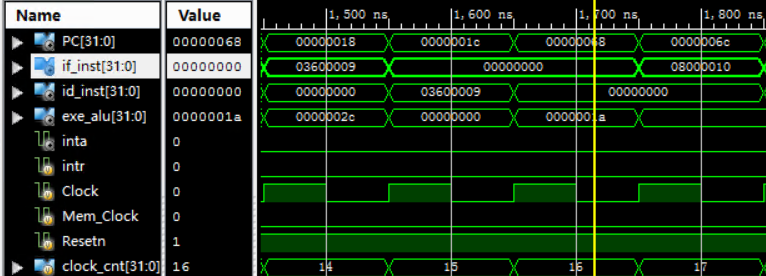 Name Value 1,500 ns 1,600 ns 1,700 ns 1,800 ns
PC[31:0] 00000068 00000018 0000001c 00000068 0000006c
if_inst[31:0] 00000000 03600009 00000000 08000010
id_inst[31:0] 00000000 00000000 03600009 00000000
exe_alu[31:0] 0000001a 0000002c 00000000 0000001a
inta 0
intr 0
Clock 0
Mem_Clock 0
Resetn 1
clock_cnt[31:0] 16 14 15 16 17